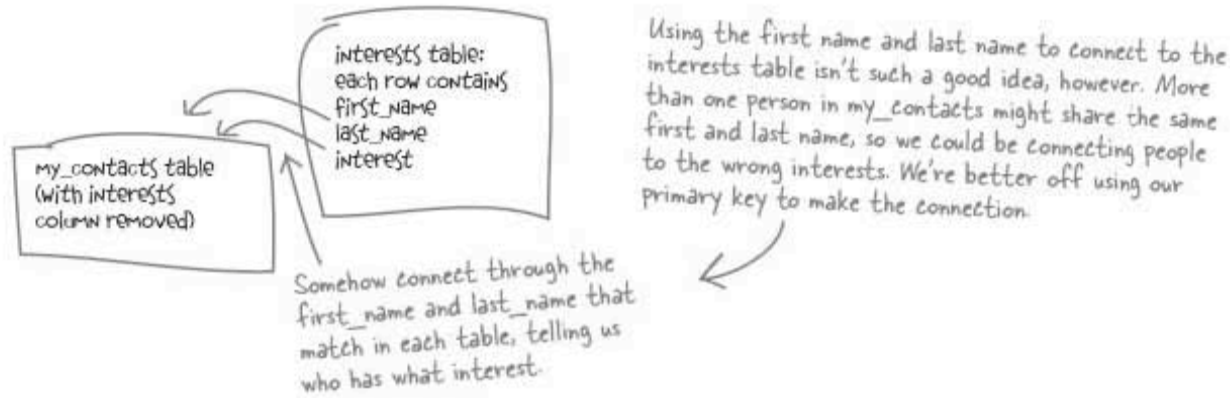 interests table:
each row contains
first_name
last_name
interest
my_contacts table
(with interests
column removed)
Somehow connect through the
first_name and last_name that
match in each table, telling us
who has what interest.
Using the first name and last name to connect to the
interests table isn't such a good idea, however. More
than one person in my_contacts might share the same
first and last name, so we could be connecting people
to the wrong interests. We're better off using our
primary key to make the connection.